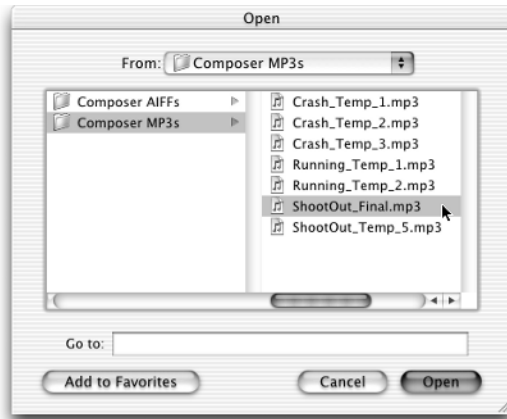 Open
From: Composer MP3s
Composer AIFFs
Composer MP3s
Crash_Temp_1.mp3
Crash_Temp_2.mp3
Crash_Temp_3.mp3
Running_Temp_1.mp3
Running_Temp_2.mp3
ShootOut_Final.mp3
ShootOut_Temp_5.mp3
Go to:
Add to Favorites Cancel Open